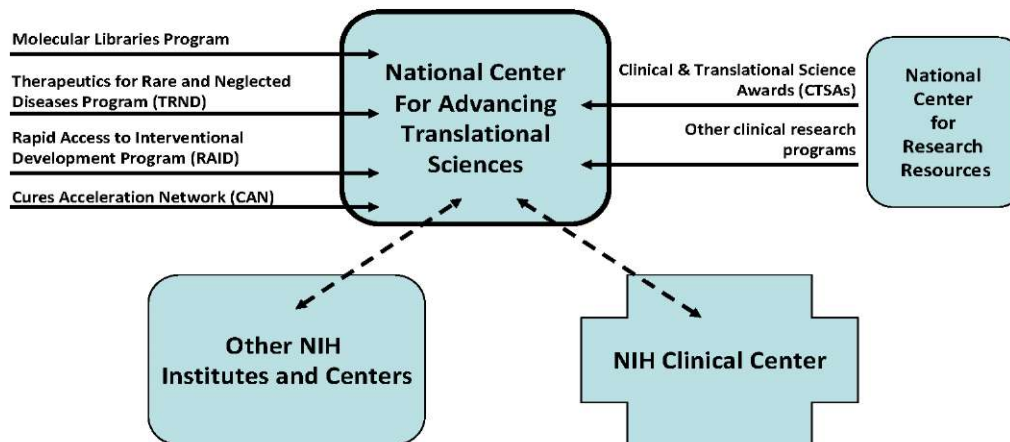 Molecular Libraries Program
Therapeutics for Rare and Neglected
Diseases Program (TRND)
Rapid Access to Interventional
Development Program (RAID)
Cures Acceleration Network (CAN)
National Center
For Advancing
Translational
Sciences
Clinical & Translational Science
Awards (CTSAs)
Other clinical research
programs
National
Center
for
Research
Resources
Other NIH
Institutes and Centers
NIH Clinical Center